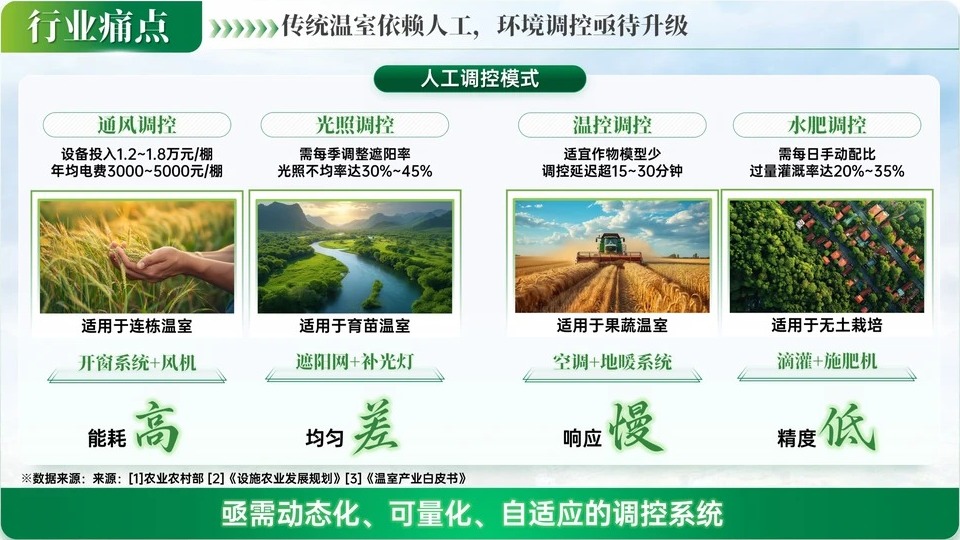 行业痛点
传统温室依赖人工，环境调控亟待升级
人工调控模式
通风调控
设备投入1.2~1.8万元/棚
年均电费3000~5000元/棚
适用于连栋温室
开窗系统+风机
能耗高
光照调控
需每季调整遮阳率
光照不均率达30%~45%
适用于育苗温室
遮阳网+补光灯
均匀差
温控调控
适宜作物模型少
调控延迟超15~30分钟
适用于果蔬温室
空调+地暖系统
响应慢
水肥调控
需每日手动配比
过量灌溉率达20%~35%
适用于无土栽培
滴灌+施肥机
精度低
※数据来源：来源：[1]农业农村部 [2]《设施农业发展规划》[3]《温室产业白皮书》
亟需动态化、可量化、自适应的调控系统